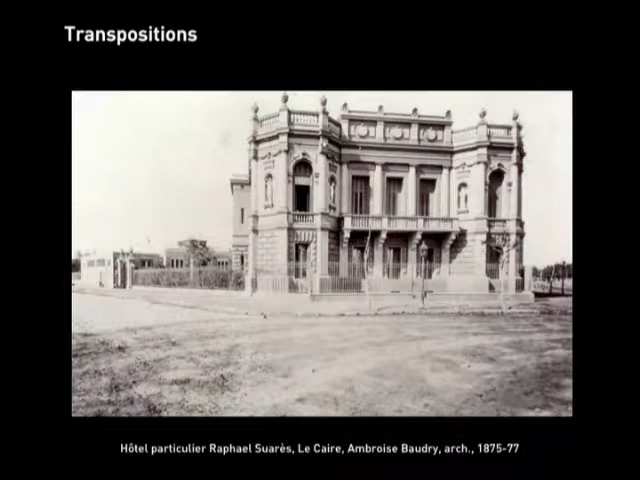 Transpositions
Hôtel particulier Raphael Suarès, Le Caire, Ambroise Baudry, arch., 1875-77